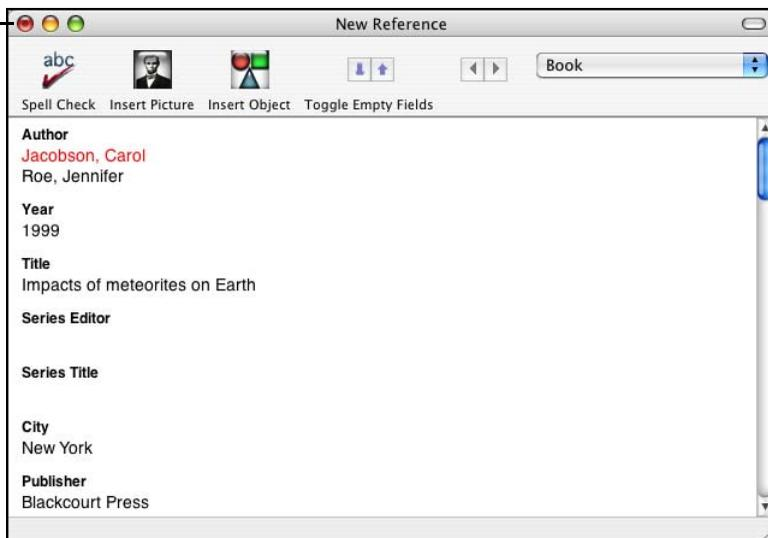 New Reference
abc
Spell Check Insert Picture Insert Object Toggle Empty Fields
Book
Author
Jacobson, Carol
Roe, Jennifer
Year
1999
Title
Impacts of meteorites on Earth
Series Editor
Series Title
City
New York
Publisher
Blackcourt Press